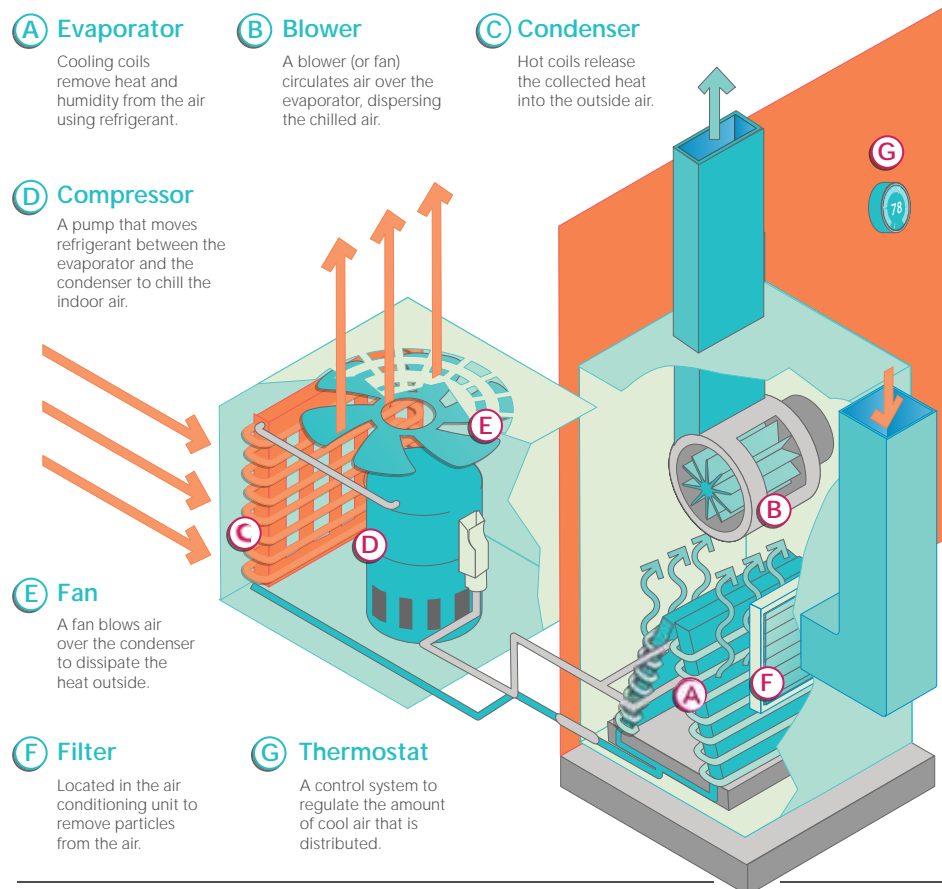 A Evaporator
Cooling coils
remove heat and
humidity from the air
using refrigerant.
B Blower
A blower (or fan)
circulates air over the
evaporator, dispersing
the chilled air.
C Condenser
Hot coils release
the collected heat
into the outside air.
G
78
D Compressor
A pump that moves
refrigerant between the
evaporator and the
condenser to chill the
indoor air.
E
B
C
D
E Fan
A fan blows air
over the condenser
to dissipate the
heat outside.
A
F
F Filter
Located in the air
conditioning unit to
remove particles
from the air.
G Thermostat
A control system to
regulate the amount
of cool air that is
distributed.